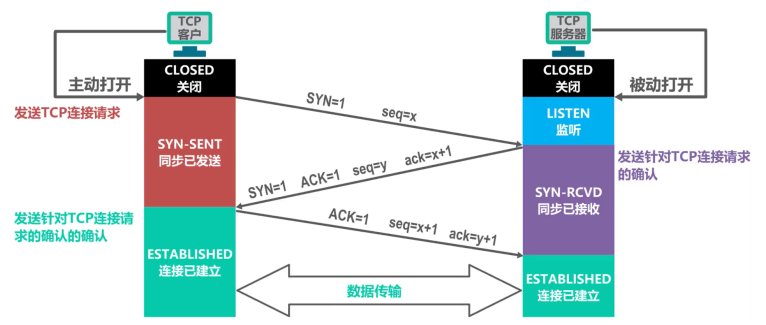 TCP
客户
TCP
服务器
主动打开
CLOSED
关闭
CLOSED
关闭
被动打开
发送TCP连接请求
SYN=1 seq=x
LISTEN
监听
SYN-SENT
同步已发送
SYN=1 ACK=1 seq=y ack=x+1
发送针对TCP连接请求
的确认
SYN-RCVD
同步已接收
发送针对TCP连接请
求的确认的确认
ACK=1 seq=x+1 ack=y+1
ESTABLISHED
连接已建立
数据传输
ESTABLISHED
连接已建立